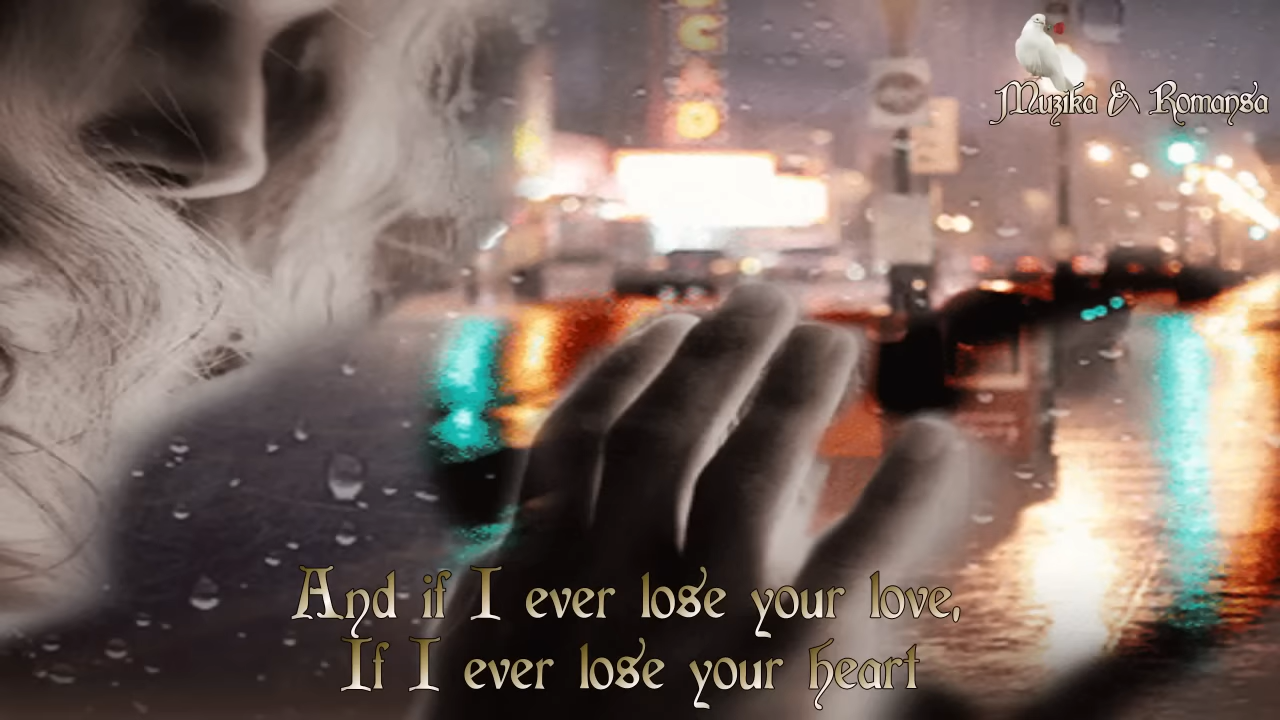 Muzika & Romansa
And if I ever lose your love,
If I ever lose your heart